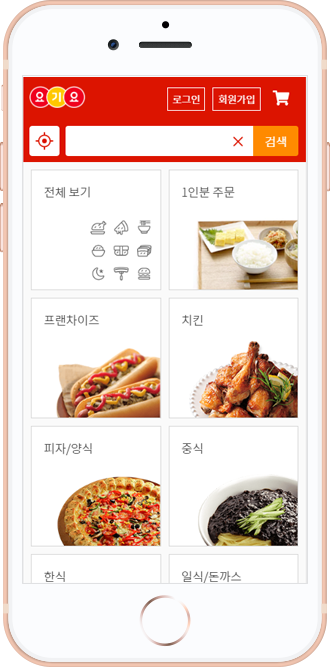 요기요
로그인 회원가입
검색
전체 보기 1인분 주문
프랜차이즈 치킨
피자/양식 중식
한식 일식/돈까스